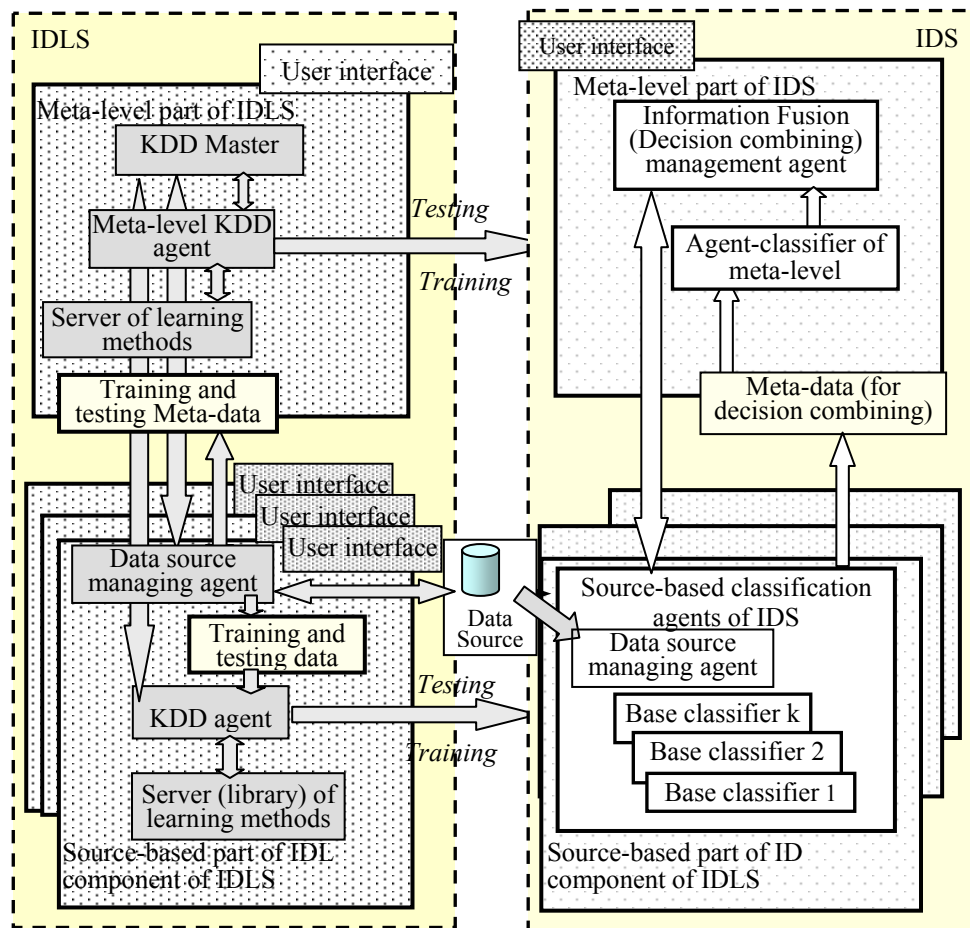 IDLS
User interface
Meta-level part of IDLS
KDD Master
Meta-level KDD
agent
Server of learning
methods
Training and
testing Meta-data
Testing
Training
User interface
User interface
User interface
Data source
managing agent
Training and
testing data
KDD agent
Server (library) of
learning methods
Source-based part of IDL
component of IDLS
Testing
Training
Data
Source
IDS
User interface
Meta-level part of IDS
Information Fusion
(Decision combining)
management agent
Agent-classifier of
meta-level
Meta-data (for
decision combining)
Source-based classification
agents of IDS
Data source
managing agent
Base classifier k
Base classifier 2
Base classifier 1
Source-based part of ID
component of IDLS